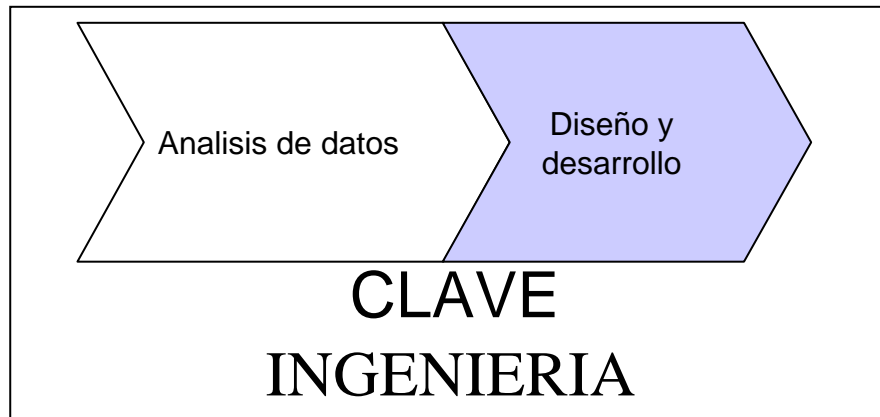 Analisis de datos
Diseño y
desarrollo
CLAVE
INGENIERIA